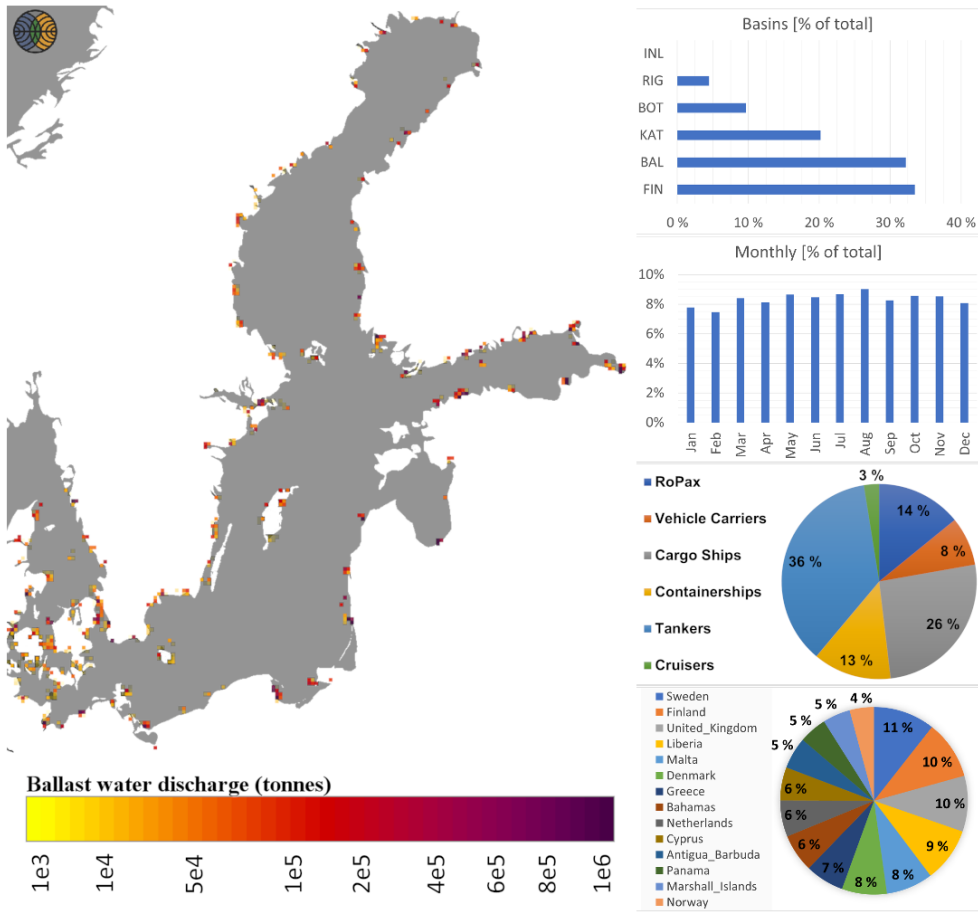 Basins [% of total]
INL
RIG
BOT
KAT
BAL
FIN
0 %
10 %
20 %
30 %
40 %
Monthly [% of total]
10%
8%
6%
4%
2%
0%
Jan
Feb
Mar
Apr
May
Jun
Jul
Aug
Sep
Oct
Nov
Dec
RoPax
Vehicle Carriers
Cargo Ships
Containerships
Tankers
Cruisers
3 %
14 %
8 %
26 %
13 %
36 %
Sweden
Finland
United_Kingdom
Liberia
Malta
Denmark
Greece
Bahamas
Netherlands
Cyprus
Antigua_Barbuda
Panama
Marshall_Islands
Norway
11 %
10 %
10 %
9 %
8 %
8 %
7 %
6 %
6 %
6 %
5 %
5 %
5 %
4 %
Ballast water discharge (tonnes)
1e3
1e4
5e4
1e5
2e5
4e5
6e5
8e5
1e6